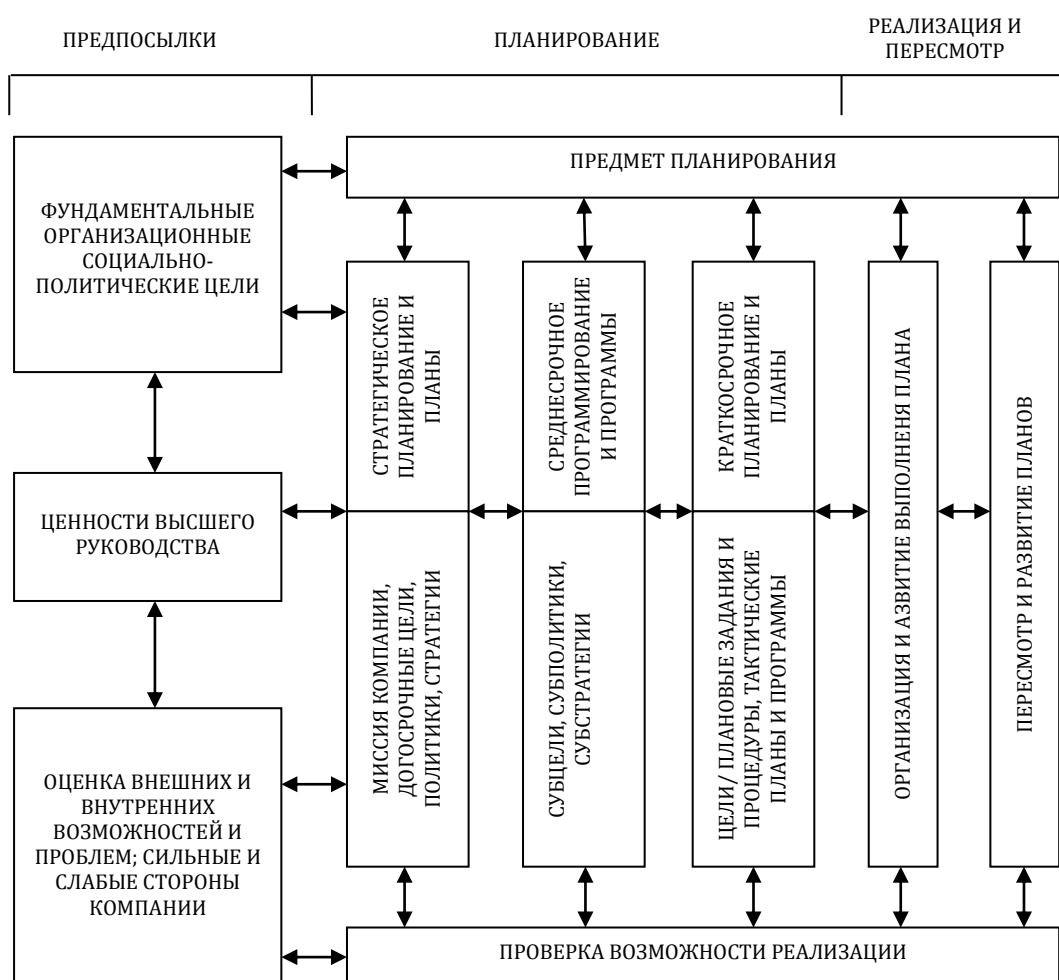 ПРЕДПОСЫЛКИ
ПЛАНИРОВАНИЕ
РЕАЛИЗАЦИЯ И
ПЕРЕСМОТР
ФУНДАМЕНТАЛЬНЫЕ
ОРГАНИЗАЦИОННЫЕ
СОЦИАЛЬНО-
ПОЛИТИЧЕСКИЕ ЦЕЛИ
ЦЕННОСТИ ВЫСШЕГО
РУКОВОДСТВА
ОЦЕНКА ВНЕШНИХ И
ВНУТРЕННИХ
ВОЗМОЖНОСТЕЙ И
ПРОБЛЕМ; СИЛЬНЫЕ И
СЛАБЫЕ СТОРОНЫ
КОМПАНИИ
ПРЕДМЕТ ПЛАНИРОВАНИЯ
СТРАТЕГИЧЕСКОЕ
ПЛАНИРОВАНИЕ И
ПЛАНЫ
МИССИЯ КОМПАНИИ,
ДОГОСРОЧНЫЕ ЦЕЛИ,
ПОЛИТИКИ, СТРАТЕГИИ
СРЕДНЕСРОЧНОЕ
ПРОГРАММИРОВАНИЕ
И ПРОГРАММЫ
СУБЦЕЛИ, СУБПОЛИТИКИ,
СУБСТРАТЕГИИ
КРАТКОСРОЧНОЕ
ПЛАНИРОВАНИЕ И
ПЛАНЫ
ЦЕЛИ/ ПЛАНОВЫЕ ЗАДАНИЯ И
ПРОЦЕДУРЫ, ТАКТИЧЕСКИЕ
ПЛАНЫ И ПРОГРАММЫ
ОРГАНИЗАЦИЯ И АЗВИТИЕ ВЫПОЛНЕНЯ ПЛАНА
ПЕРЕСМОТР И РАЗВИТИЕ ПЛАНОВ
ПРОВЕРКА ВОЗМОЖНОСТИ РЕАЛИЗАЦИИ